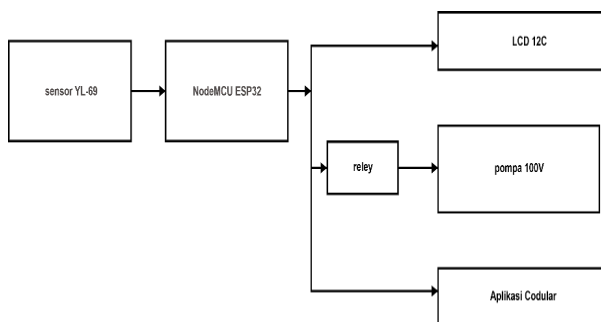 LCD 12C
sensor YL-69
NodeMCU ESP32
reley
pompa 100V
Aplikasi Codular